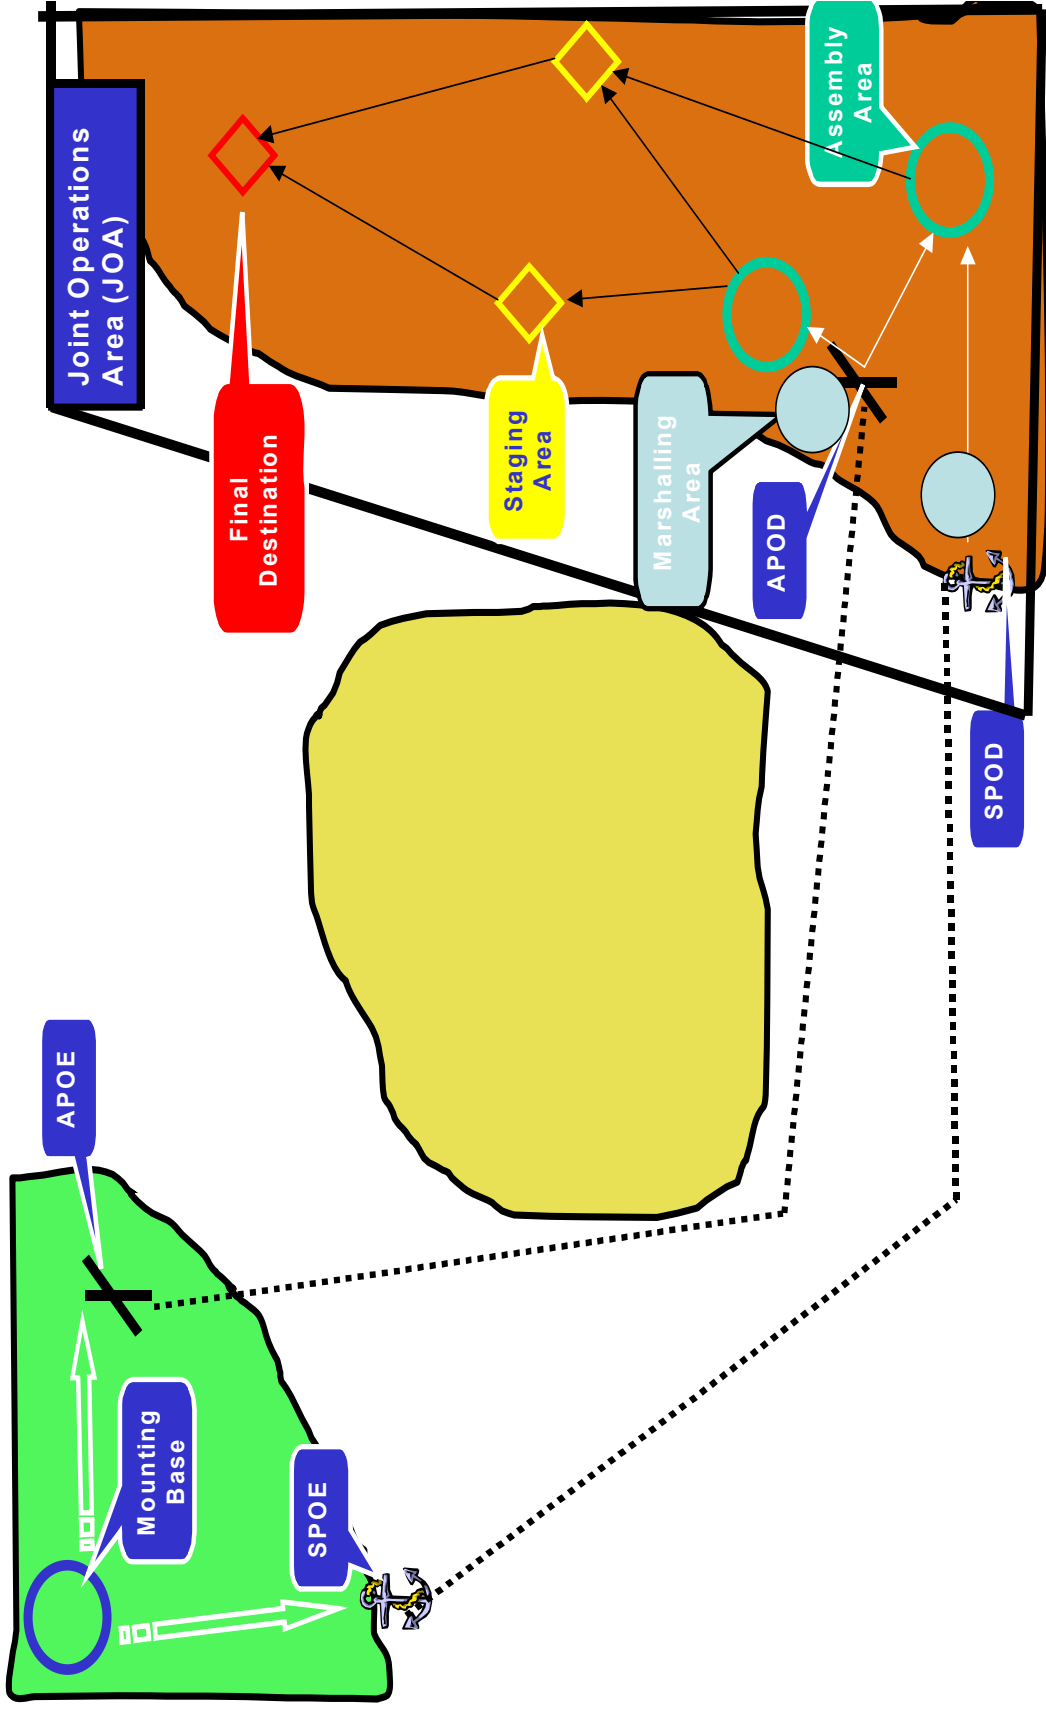 Joint Operations
Area (JOA)
Final
Destination
Staging
Area
Marshalling
Area
Assembly
Area
APOD
SPOD
APOE
Mounting
Base
SPOE